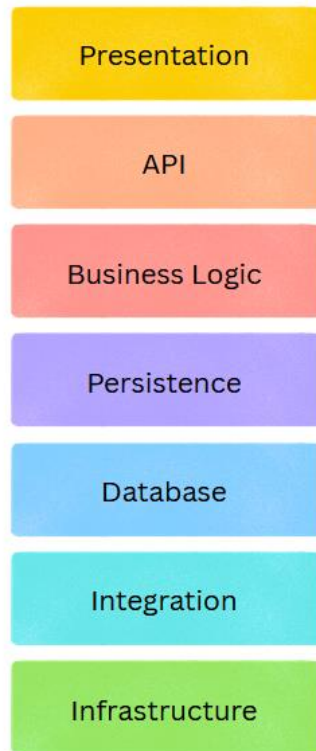 Presentation
API
Business Logic
Persistence
Database
Integration
Infrastructure